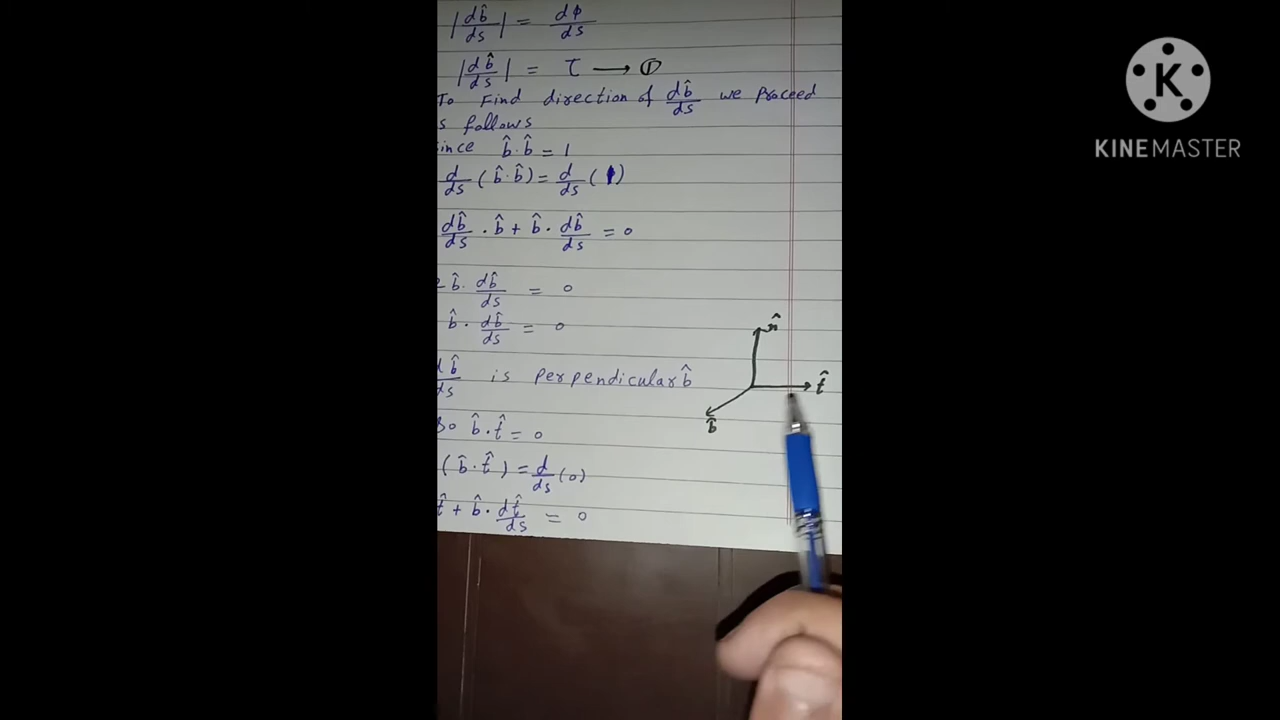 |db̂/ds| = dϕ/ds
|db̂/ds| = τ ⟶ ①
To Find direction of db̂/ds we proceed
s follows
ince b̂·b̂ = 1
d/ds (b̂·b̂) = d/ds (1)
db̂/ds · b̂ + b̂ · db̂/ds = 0
2b̂ · db̂/ds = 0
b̂ · db̂/ds = 0
db̂/ds is perpendicular b̂
So b̂·t̂ = 0
(b̂·t̂) = d/ds (0)
t̂ + b̂ · dt̂/ds = 0
n̂
t̂
b̂
K
KINEMASTER